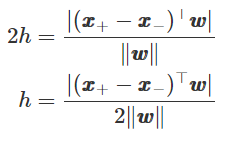 2h = |(x₊ − x₋)ᵀw| / ||w||
h = |(x₊ − x₋)ᵀw| / 2||w||